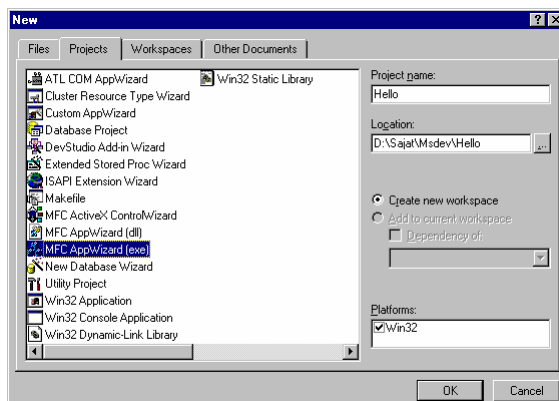 New
Files
Projects
Workspaces
Other Documents
ATL COM AppWizard
Cluster Resource Type Wizard
Custom AppWizard
Database Project
DevStudio Add-in Wizard
Extended Stored Proc Wizard
ISAPI Extension Wizard
Makefile
MFC ActiveX ControlWizard
MFC AppWizard (dll)
MFC AppWizard (exe)
New Database Wizard
Utility Project
Win32 Application
Win32 Console Application
Win32 Dynamic-Link Library
Win32 Static Library
Project name:
Hello
Location:
D:\Sajat\Msdev\Hello
...
Create new workspace
Add to current workspace
Dependency of:
Platforms:
Win32
OK
Cancel